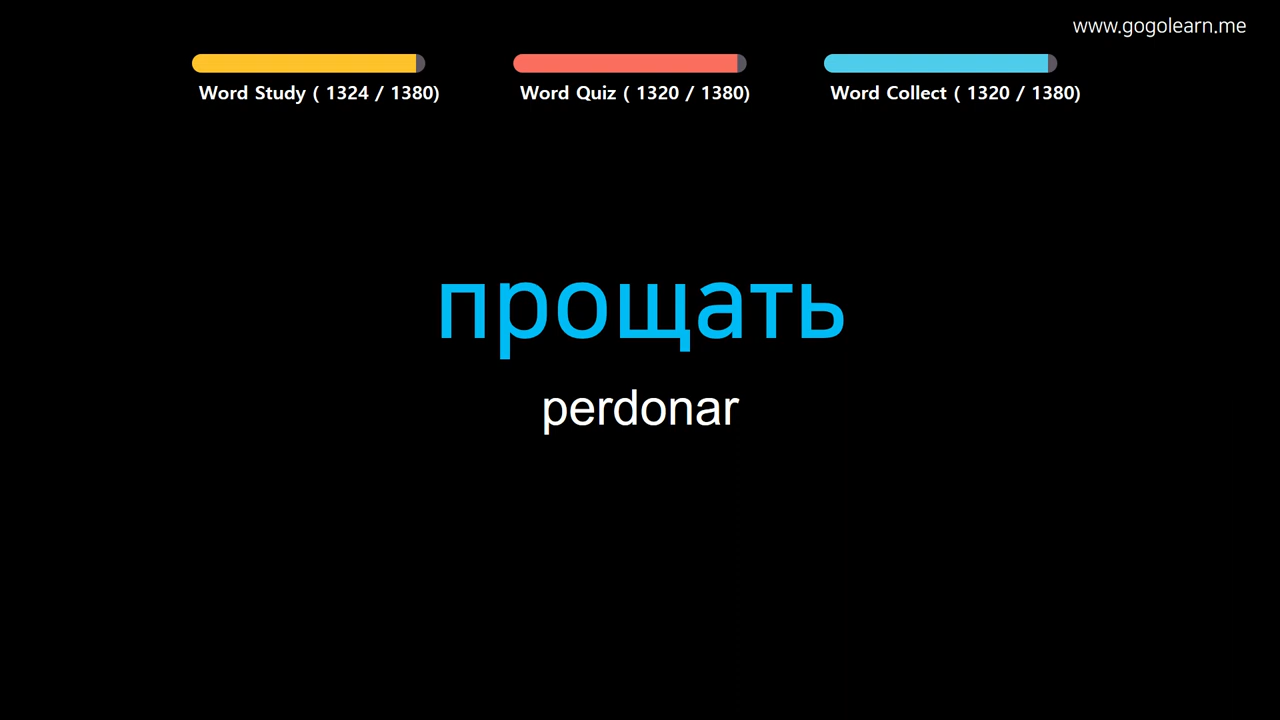 www.gogolearn.me
Word Study ( 1324 / 1380)
Word Quiz ( 1320 / 1380)
Word Collect ( 1320 / 1380)
прощать
perdonar